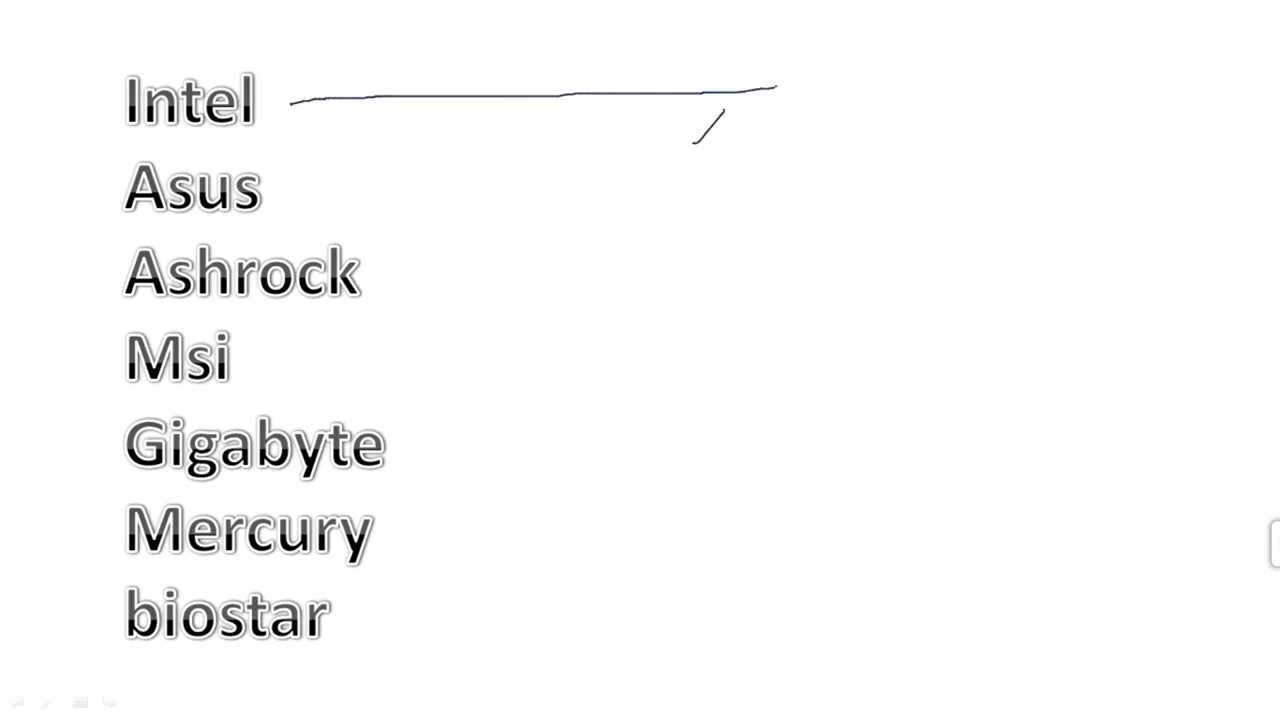 Intel
Asus
Ashrock
Msi
Gigabyte
Mercury
biostar